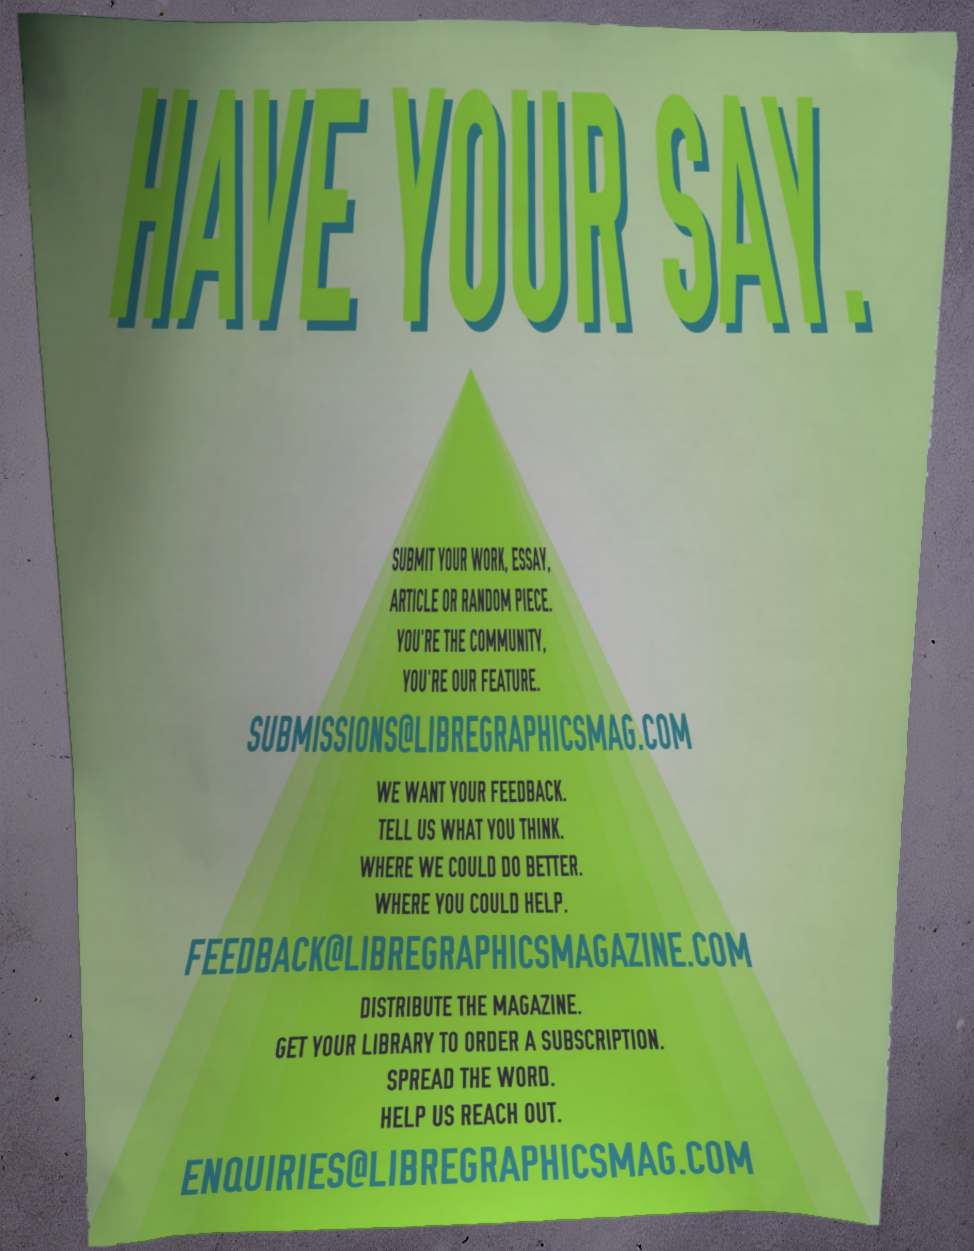 HAVE YOUR SAY.
SUBMIT YOUR WORK, ESSAY,
ARTICLE OR RANDOM PIECE.
YOU'RE THE COMMUNITY,
YOU'RE OUR FEATURE.
SUBMISSIONS@LIBREGRAPHICSMAG.COM
WE WANT YOUR FEEDBACK.
TELL US WHAT YOU THINK.
WHERE WE COULD DO BETTER.
WHERE YOU COULD HELP.
FEEDBACK@LIBREGRAPHICSMAGAZINE.COM
DISTRIBUTE THE MAGAZINE.
GET YOUR LIBRARY TO ORDER A SUBSCRIPTION.
SPREAD THE WORD.
HELP US REACH OUT.
ENQUIRIES@LIBREGRAPHICSMAG.COM